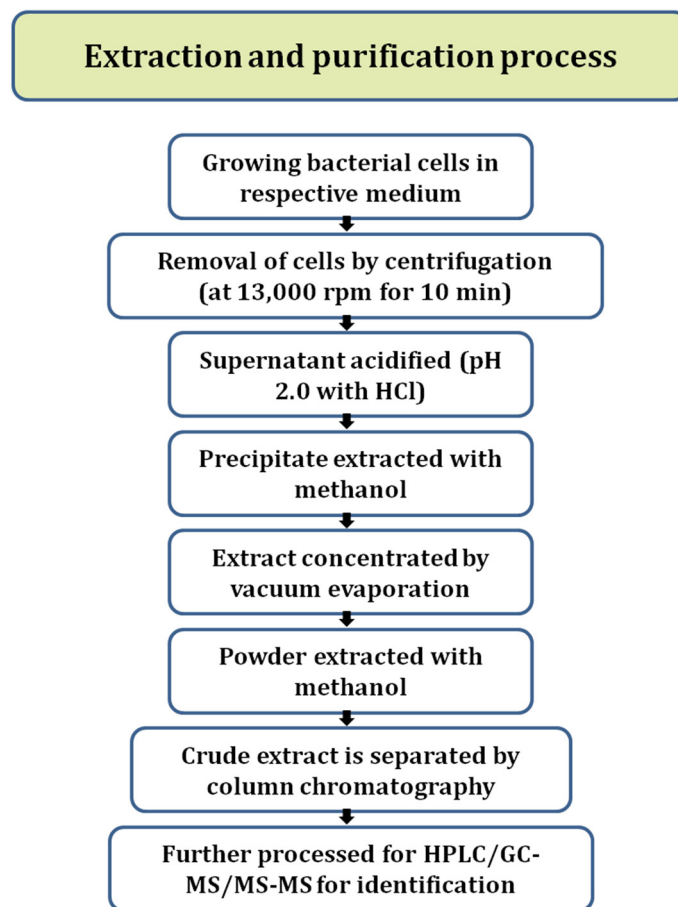 Extraction and purification process
Growing bacterial cells in
respective medium
Removal of cells by centrifugation
(at 13,000 rpm for 10 min)
Supernatant acidified (pH
2.0 with HCl)
Precipitate extracted with
methanol
Extract concentrated by
vacuum evaporation
Powder extracted with
methanol
Crude extract is separated by
column chromatography
Further processed for HPLC/GC-
MS/MS-MS for identification